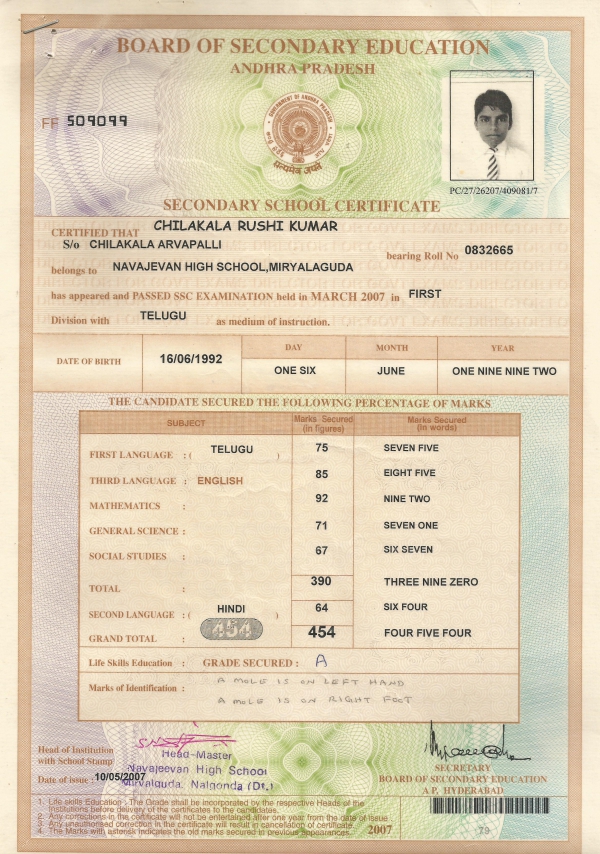 BOARD OF SECONDARY EDUCATION
ANDHRA PRADESH
FF 509099
PC/27/26207/409081/7
SECONDARY SCHOOL CERTIFICATE
CERTIFIED THAT CHILAKALA RUSHI KUMAR
S/o CHILAKALA ARVAPALLI
bearing Roll No 0832665
belongs to NAVAJEVAN HIGH SCHOOL,MIRYALAGUDA
has appeared and PASSED SSC EXAMINATION held in MARCH 2007 in FIRST
Division with TELUGU as medium of instruction.
DATE OF BIRTH 16/06/1992 DAY MONTH YEAR
ONE SIX JUNE ONE NINE NINE TWO
THE CANDIDATE SECURED THE FOLLOWING PERCENTAGE OF MARKS
SUBJECT Marks Secured (in figures) Marks Secured (in words)
FIRST LANGUAGE : ( TELUGU ) 75 SEVEN FIVE
THIRD LANGUAGE : ENGLISH 85 EIGHT FIVE
MATHEMATICS : 92 NINE TWO
GENERAL SCIENCE : 71 SEVEN ONE
SOCIAL STUDIES : 67 SIX SEVEN
TOTAL : 390 THREE NINE ZERO
SECOND LANGUAGE : ( HINDI ) 64 SIX FOUR
GRAND TOTAL : 454 454 FOUR FIVE FOUR
Life Skills Education : GRADE SECURED : A
Marks of Identification : A MOLE IS ON LEFT HAND
A MOLE IS ON RIGHT FOOT
Head of Institution
with School Stamp
Head-Master
Navajeevan High School
Miryalguda, Nalgonda (Dt.)
Date of issue : 10/05/2007
SECRETARY
BOARD OF SECONDARY EDUCATION
A.P. HYDERABAD
1. Life skills Education : The Grade shall be incorporated by the respective Heads of the
Institutions before delivery of the certificates to the candidates.
2. Any corrections in the certificate will not be entertained after one year from the date of issue
3. Any unauthorised correction in the certificate will result in cancellation of certificate.
4. The Marks with asterisk indicates the old marks secured in previous appearances.
2007
79